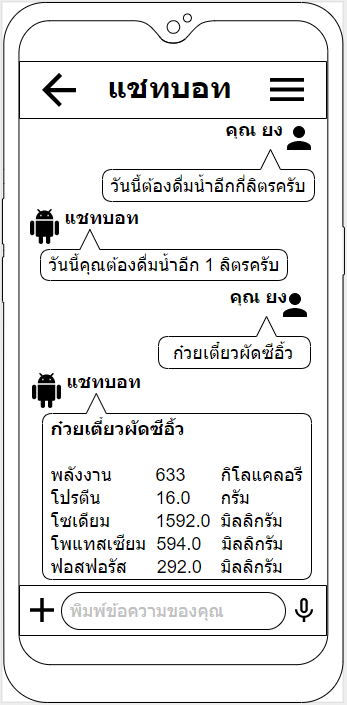 แชทบอท
คุณ ยง
วันนี้ต้องดื่มน้ำอีกกี่ลิตรครับ
แชทบอท
วันนี้คุณต้องดื่มน้ำอีก 1 ลิตรครับ
คุณ ยง
ก๋วยเตี๋ยวผัดซีอิ้ว
แชทบอท
ก๋วยเตี๋ยวผัดซีอิ้ว
พลังงาน 633 กิโลแคลอรี
โปรตีน 16.0 กรัม
โซเดียม 1592.0 มิลลิกรัม
โพแทสเซียม 594.0 มิลลิกรัม
ฟอสฟอรัส 292.0 มิลลิกรัม
พิมพ์ข้อความของคุณ